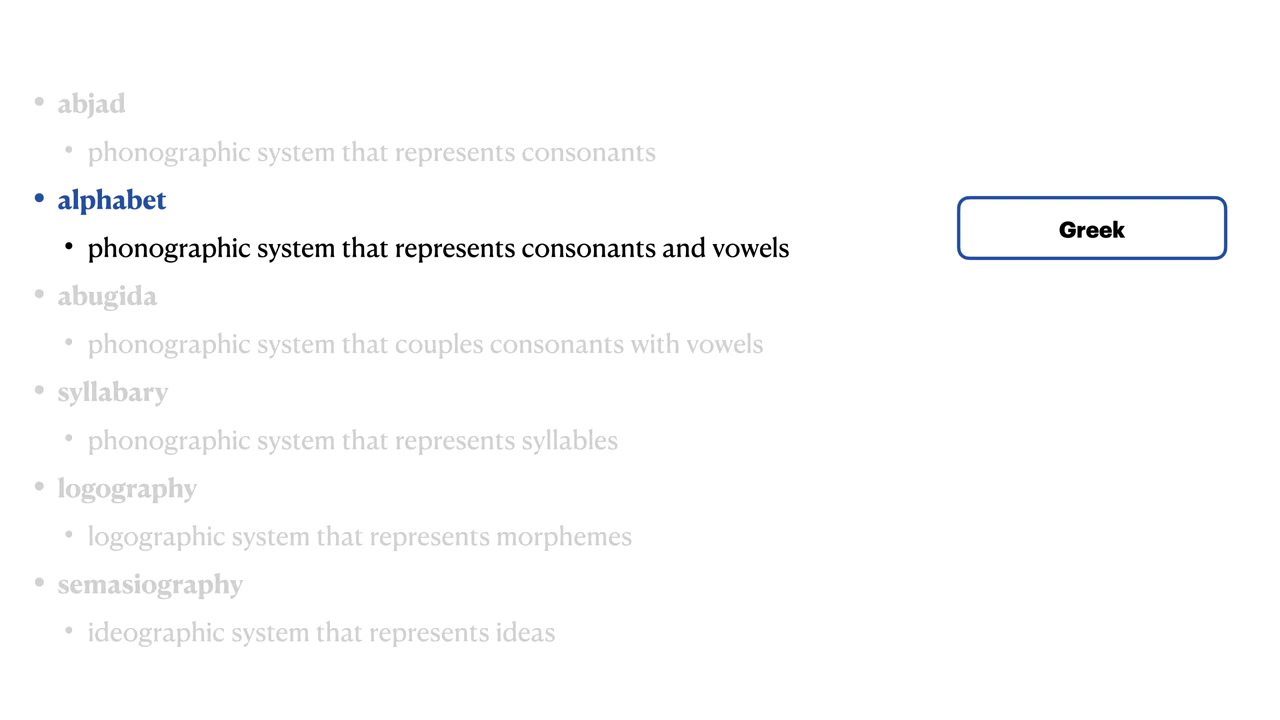 • abjad
• phonographic system that represents consonants
• alphabet
• phonographic system that represents consonants and vowels
Greek
• abugida
• phonographic system that couples consonants with vowels
• syllabary
• phonographic system that represents syllables
• logography
• logographic system that represents morphemes
• semasiography
• ideographic system that represents ideas